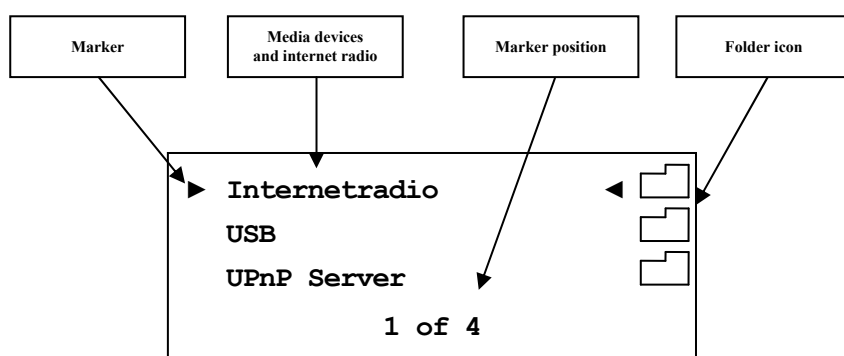 Marker
Media devices
and internet radio
Marker position
Folder icon
Internetradio
USB
UPnP Server
1 of 4